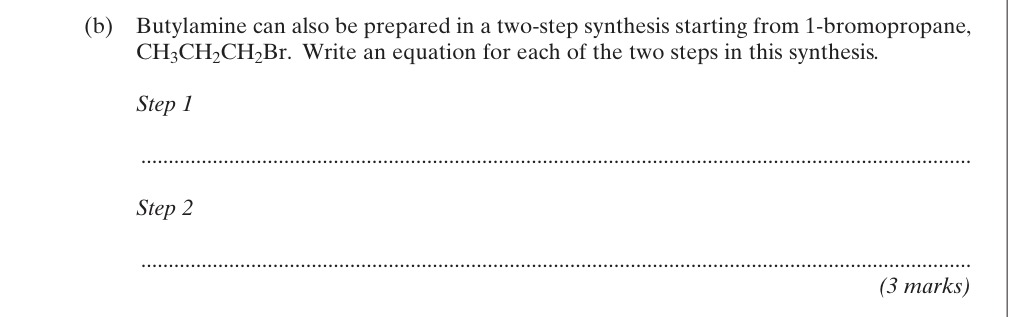 (b) Butylamine can also be prepared in a two-step synthesis starting from 1-bromopropane,
CH₃CH₂CH₂Br. Write an equation for each of the two steps in this synthesis.
Step 1
......................................................................................................................................................
Step 2
......................................................................................................................................................
(3 marks)